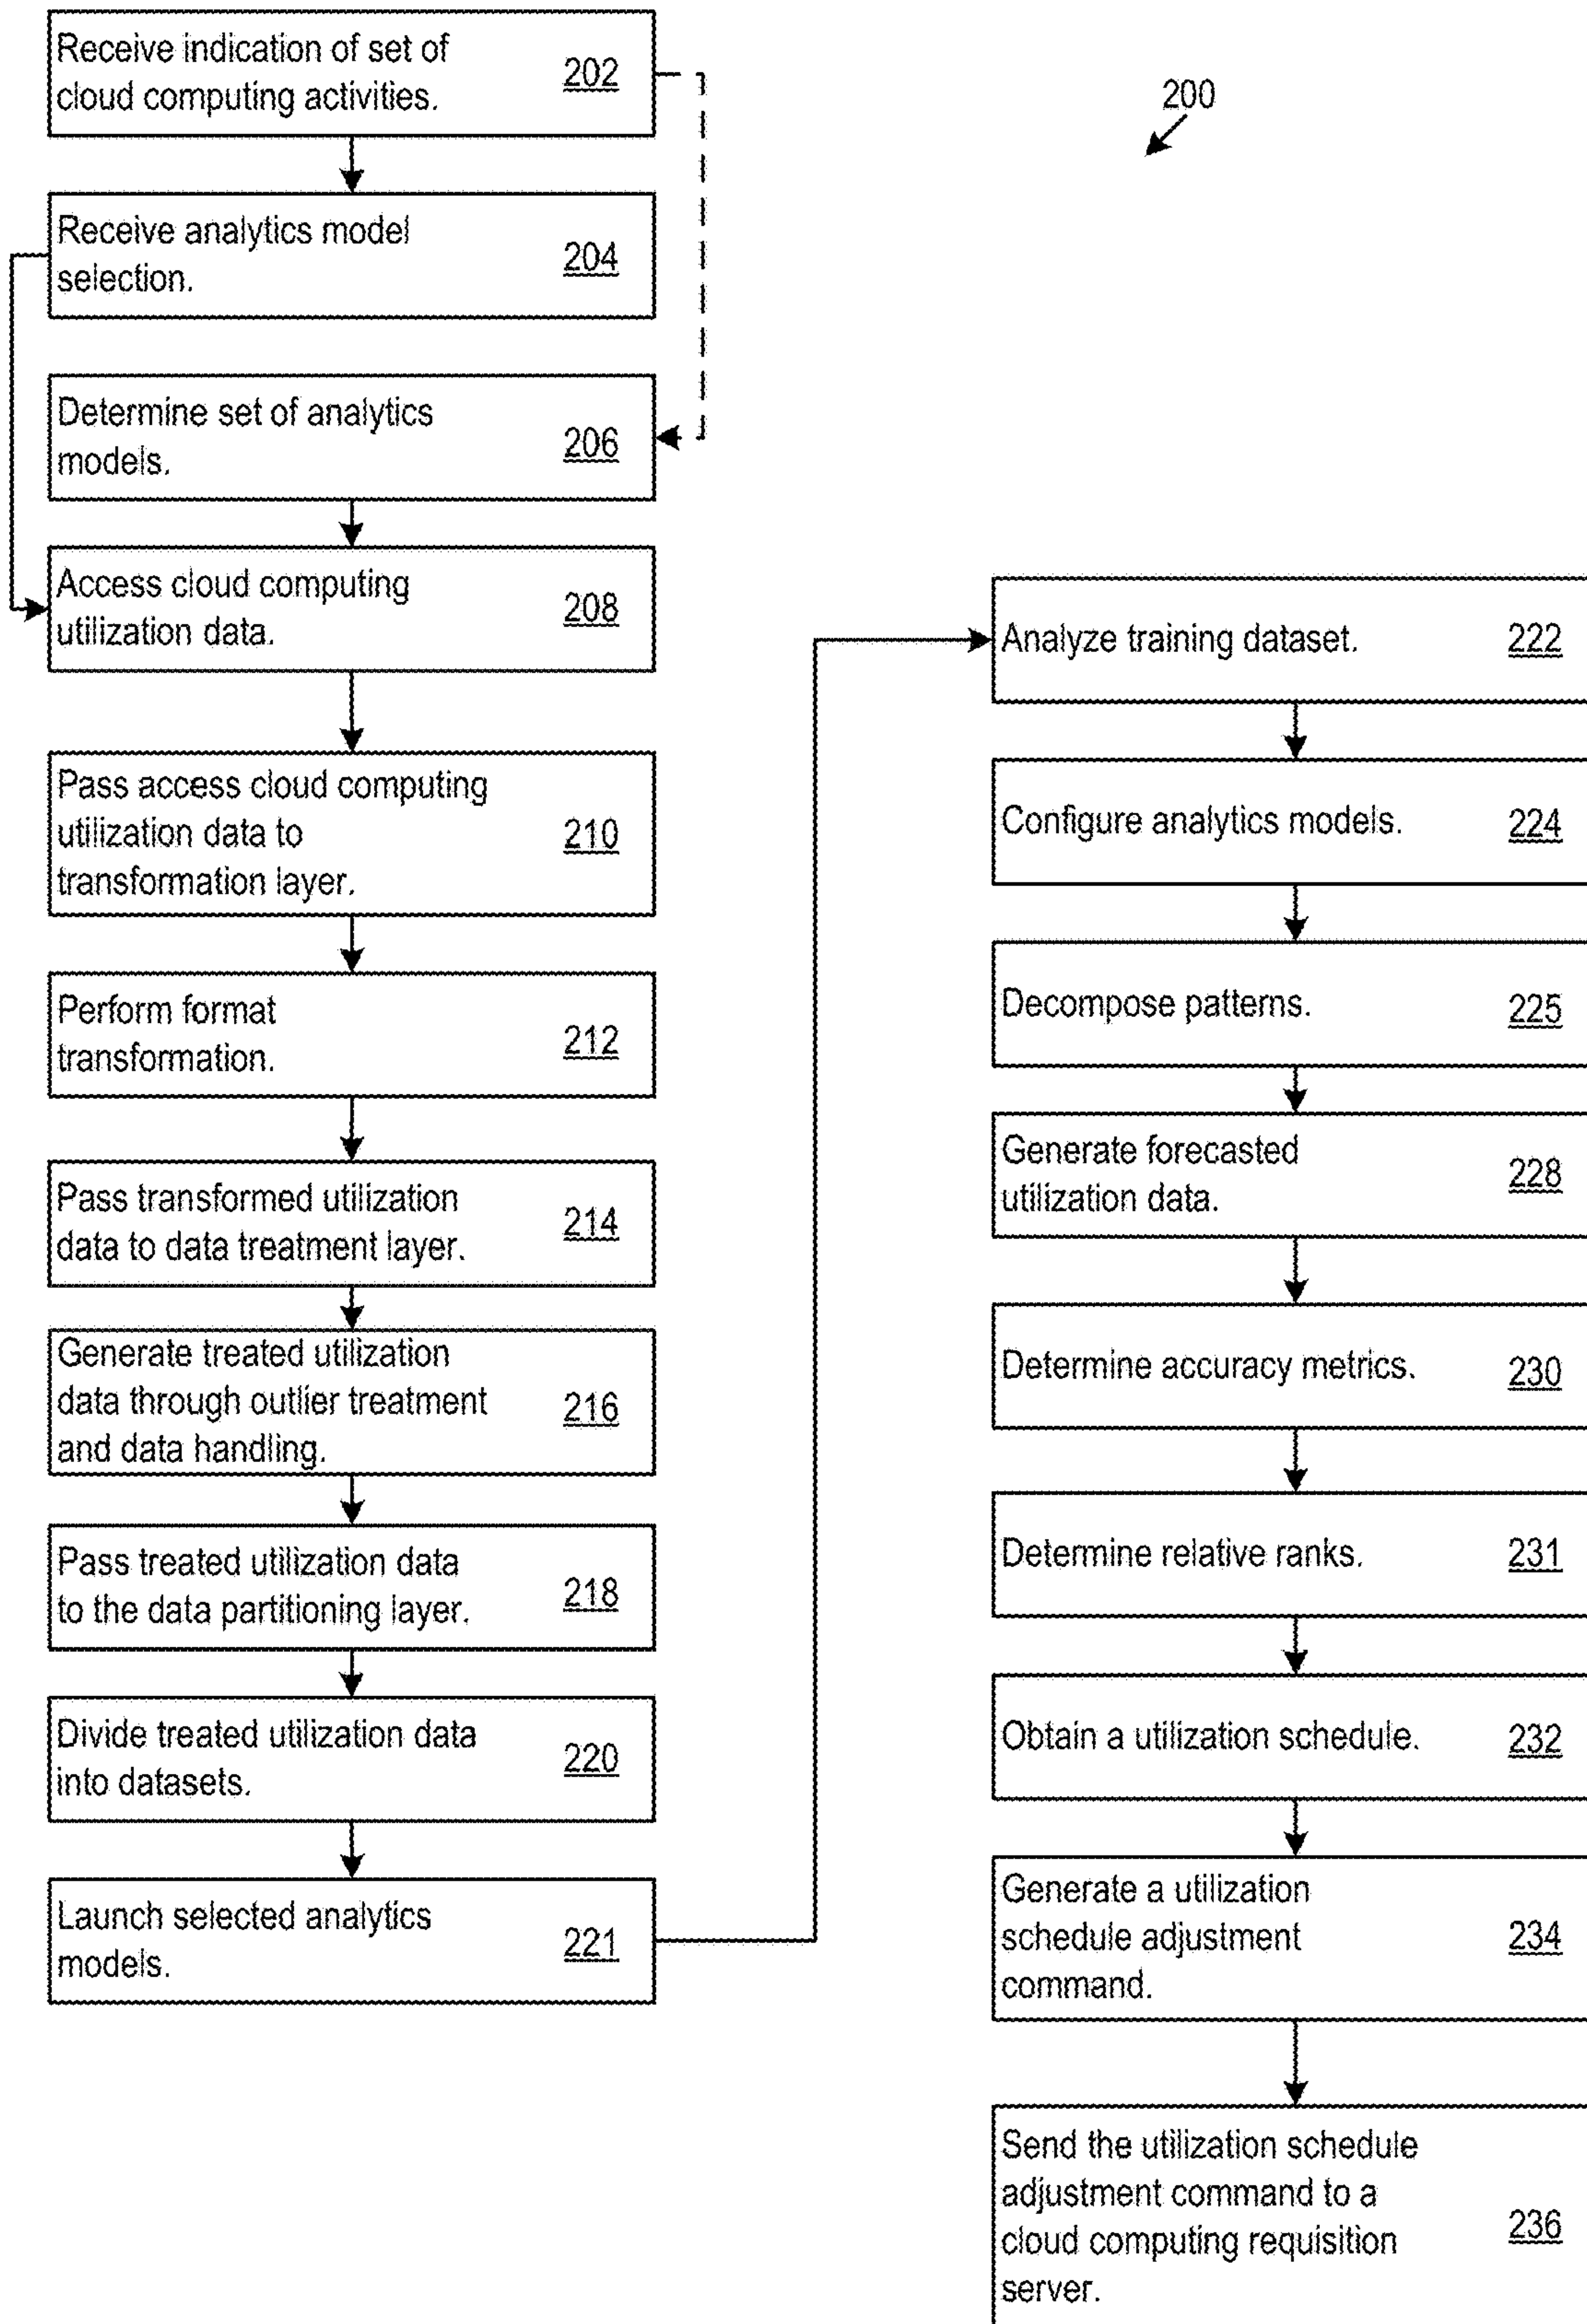 Receive indication of set of
cloud computing activities.
202
200
Receive analytics model
selection.
204
Determine set of analytics
models.
206
Access cloud computing
utilization data.
208
Pass access cloud computing
utilization data to
transformation layer.
210
Perform format
transformation.
212
Pass transformed utilization
data to data treatment layer.
214
Generate treated utilization
data through outlier treatment
and data handling.
216
Pass treated utilization data
to the data partitioning layer.
218
Divide treated utilization data
into datasets.
220
Launch selected analytics
models.
221
Analyze training dataset.
222
Configure analytics models.
224
Decompose patterns.
225
Generate forecasted
utilization data.
228
Determine accuracy metrics.
230
Determine relative ranks.
231
Obtain a utilization schedule.
232
Generate a utilization
schedule adjustment
command.
234
Send the utilization schedule
adjustment command to a
cloud computing requisition
server.
236